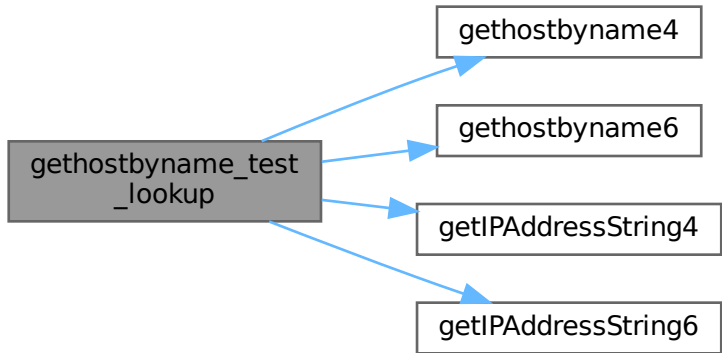 gethostbyname_test
_lookup
gethostbyname4
gethostbyname6
getIPAddressString4
getIPAddressString6